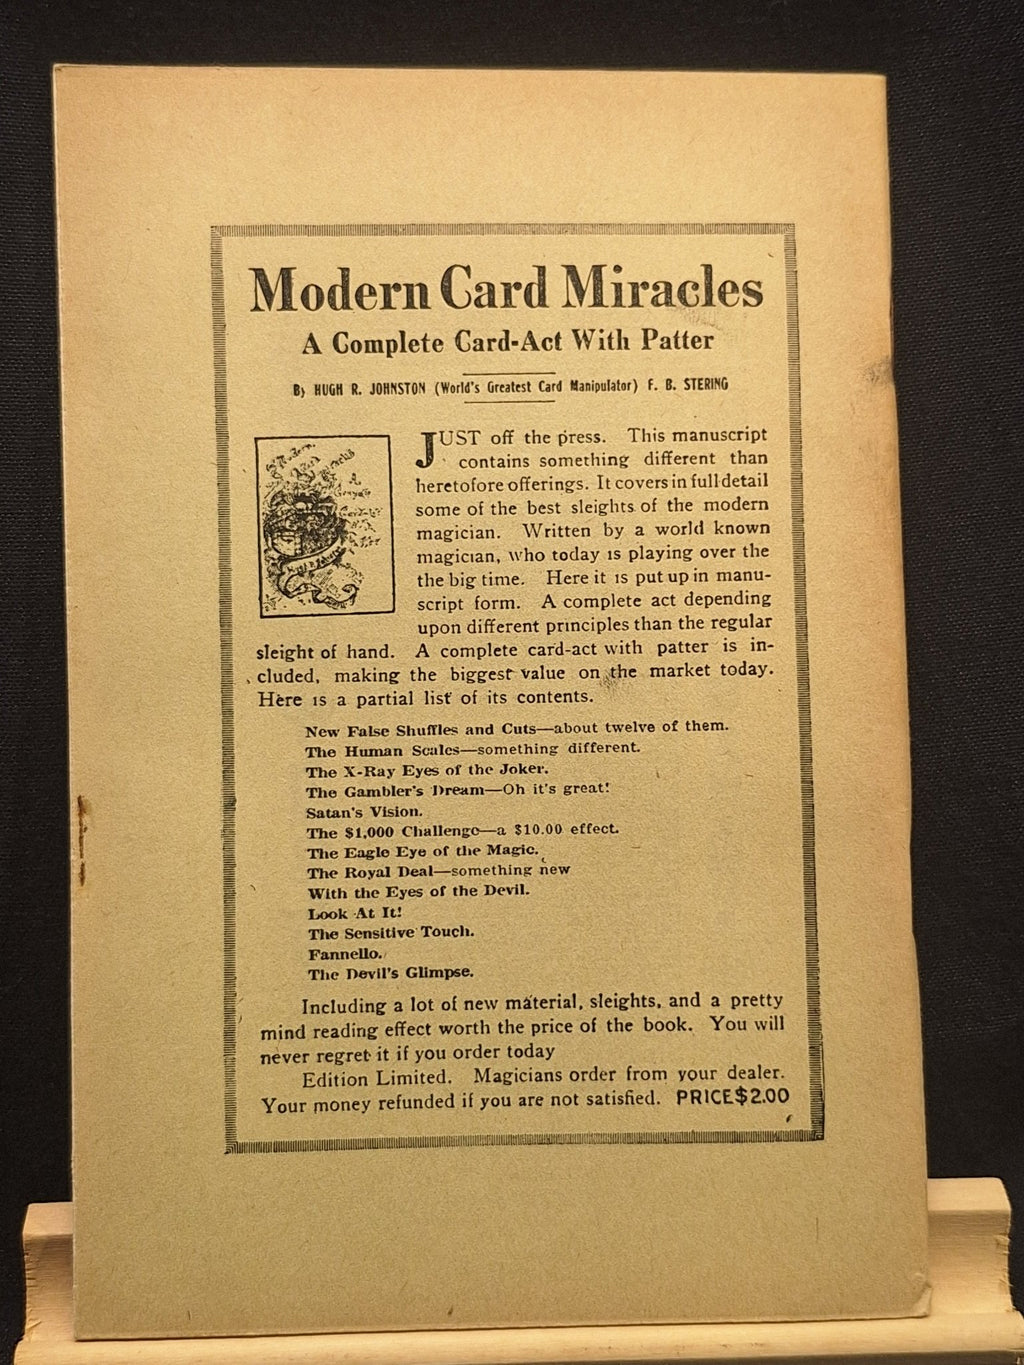 Modern Card Miracles
A Complete Card-Act With Patter
By HUGH R. JOHNSTON (World's Greatest Card Manipulator) F. B. STERING
JUST off the press. This manuscript
contains something different than
heretofore offerings. It covers in full detail
some of the best sleights of the modern
magician. Written by a world known
magician, who today is playing over the
the big time. Here it is put up in manu-
script form. A complete act depending
upon different principles than the regular
sleight of hand. A complete card-act with patter is in-
cluded, making the biggest value on the market today.
Here is a partial list of its contents.
New False Shuffles and Cuts—about twelve of them.
The Human Scales—something different.
The X-Ray Eyes of the Joker.
The Gambler's Dream—Oh it's great!
Satan's Vision.
The $1,000 Challenge—a $10.00 effect.
The Eagle Eye of the Magic.
The Royal Deal—something new
With the Eyes of the Devil.
Look At It!
The Sensitive Touch.
Fannello.
The Devil's Glimpse.
Including a lot of new material, sleights, and a pretty
mind reading effect worth the price of the book. You will
never regret it if you order today
Edition Limited. Magicians order from your dealer.
Your money refunded if you are not satisfied. PRICE $2.00